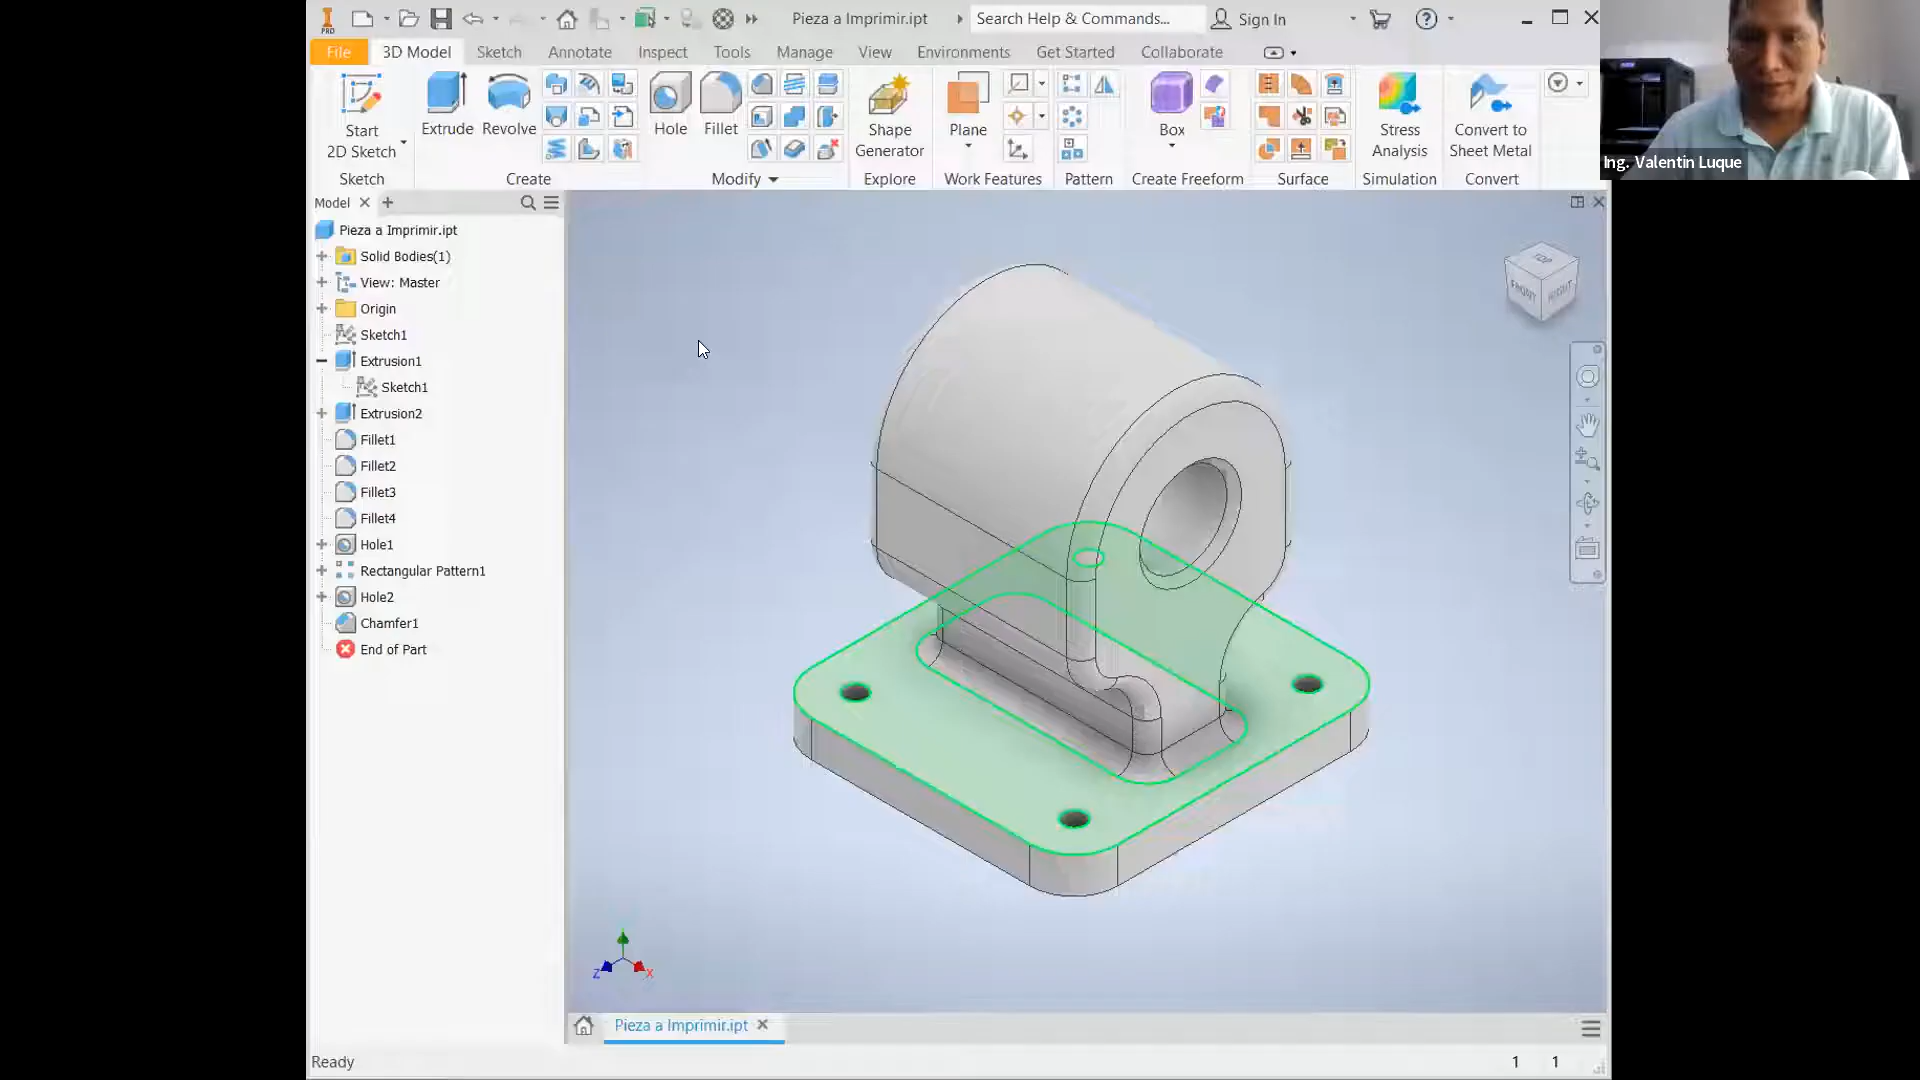 PRO
Pieza a Imprimir.ipt
Search Help & Commands...
Sign In
File
3D Model
Sketch
Annotate
Inspect
Tools
Manage
View
Environments
Get Started
Collaborate
Start
2D Sketch
Extrude
Revolve
Hole
Fillet
Shape
Generator
Plane
Box
Stress
Analysis
Convert to
Sheet Metal
Sketch
Create
Modify
Explore
Work Features
Pattern
Create Freeform
Surface
Simulation
Convert
Ing. Valentin Luque
Model
Pieza a Imprimir.ipt
Solid Bodies(1)
View: Master
Origin
Sketch1
Extrusion1
Sketch1
Extrusion2
Fillet1
Fillet2
Fillet3
Fillet4
Hole1
Rectangular Pattern1
Hole2
Chamfer1
End of Part
TOP
FRONT
RIGHT
Z
X
Pieza a Imprimir.ipt
Ready
1
1